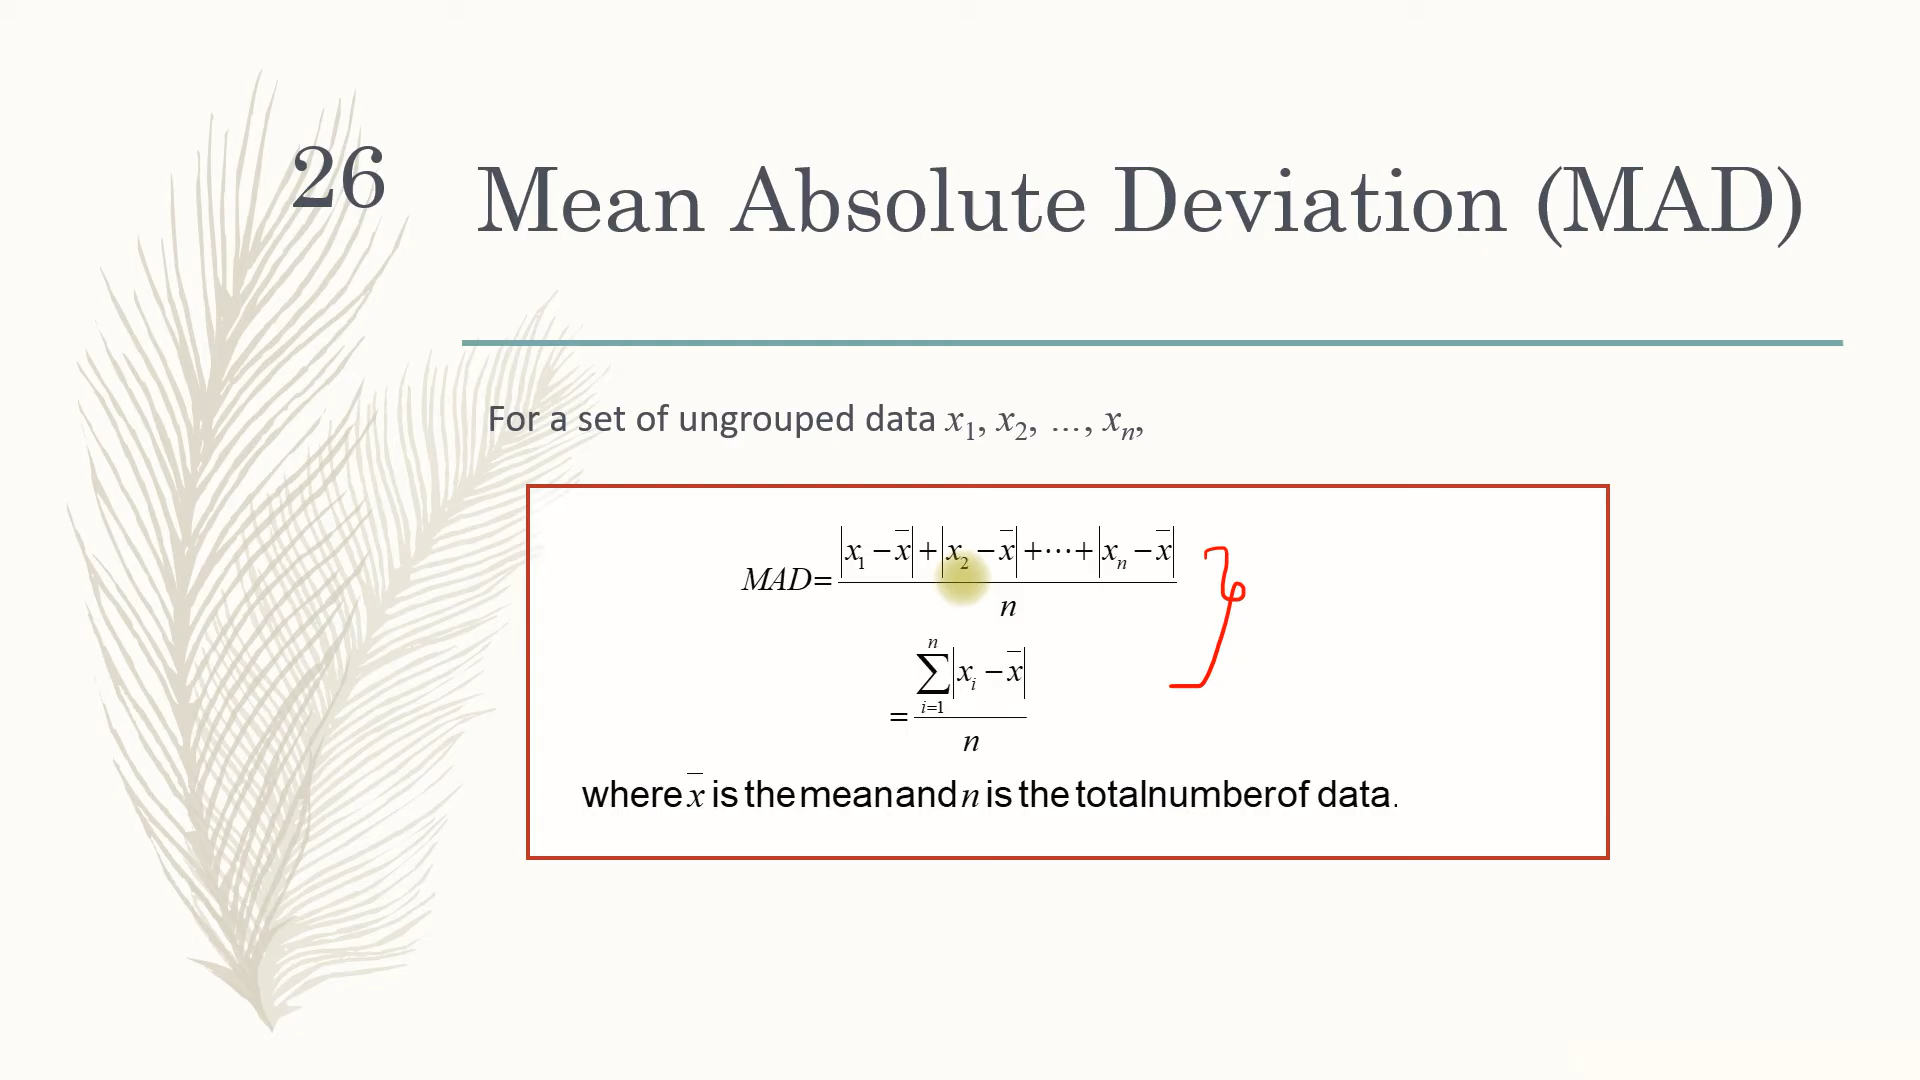 26
Mean Absolute Deviation (MAD)
For a set of ungrouped data x₁, x₂, …, xₙ,
MAD = (|x₁ − x̅| + |x₂ − x̅| + ⋯ + |xₙ − x̅|) / n
= (∑ᵢ₌₁ⁿ |xᵢ − x̅|) / n
where x̅ is the mean and n is the total number of data.